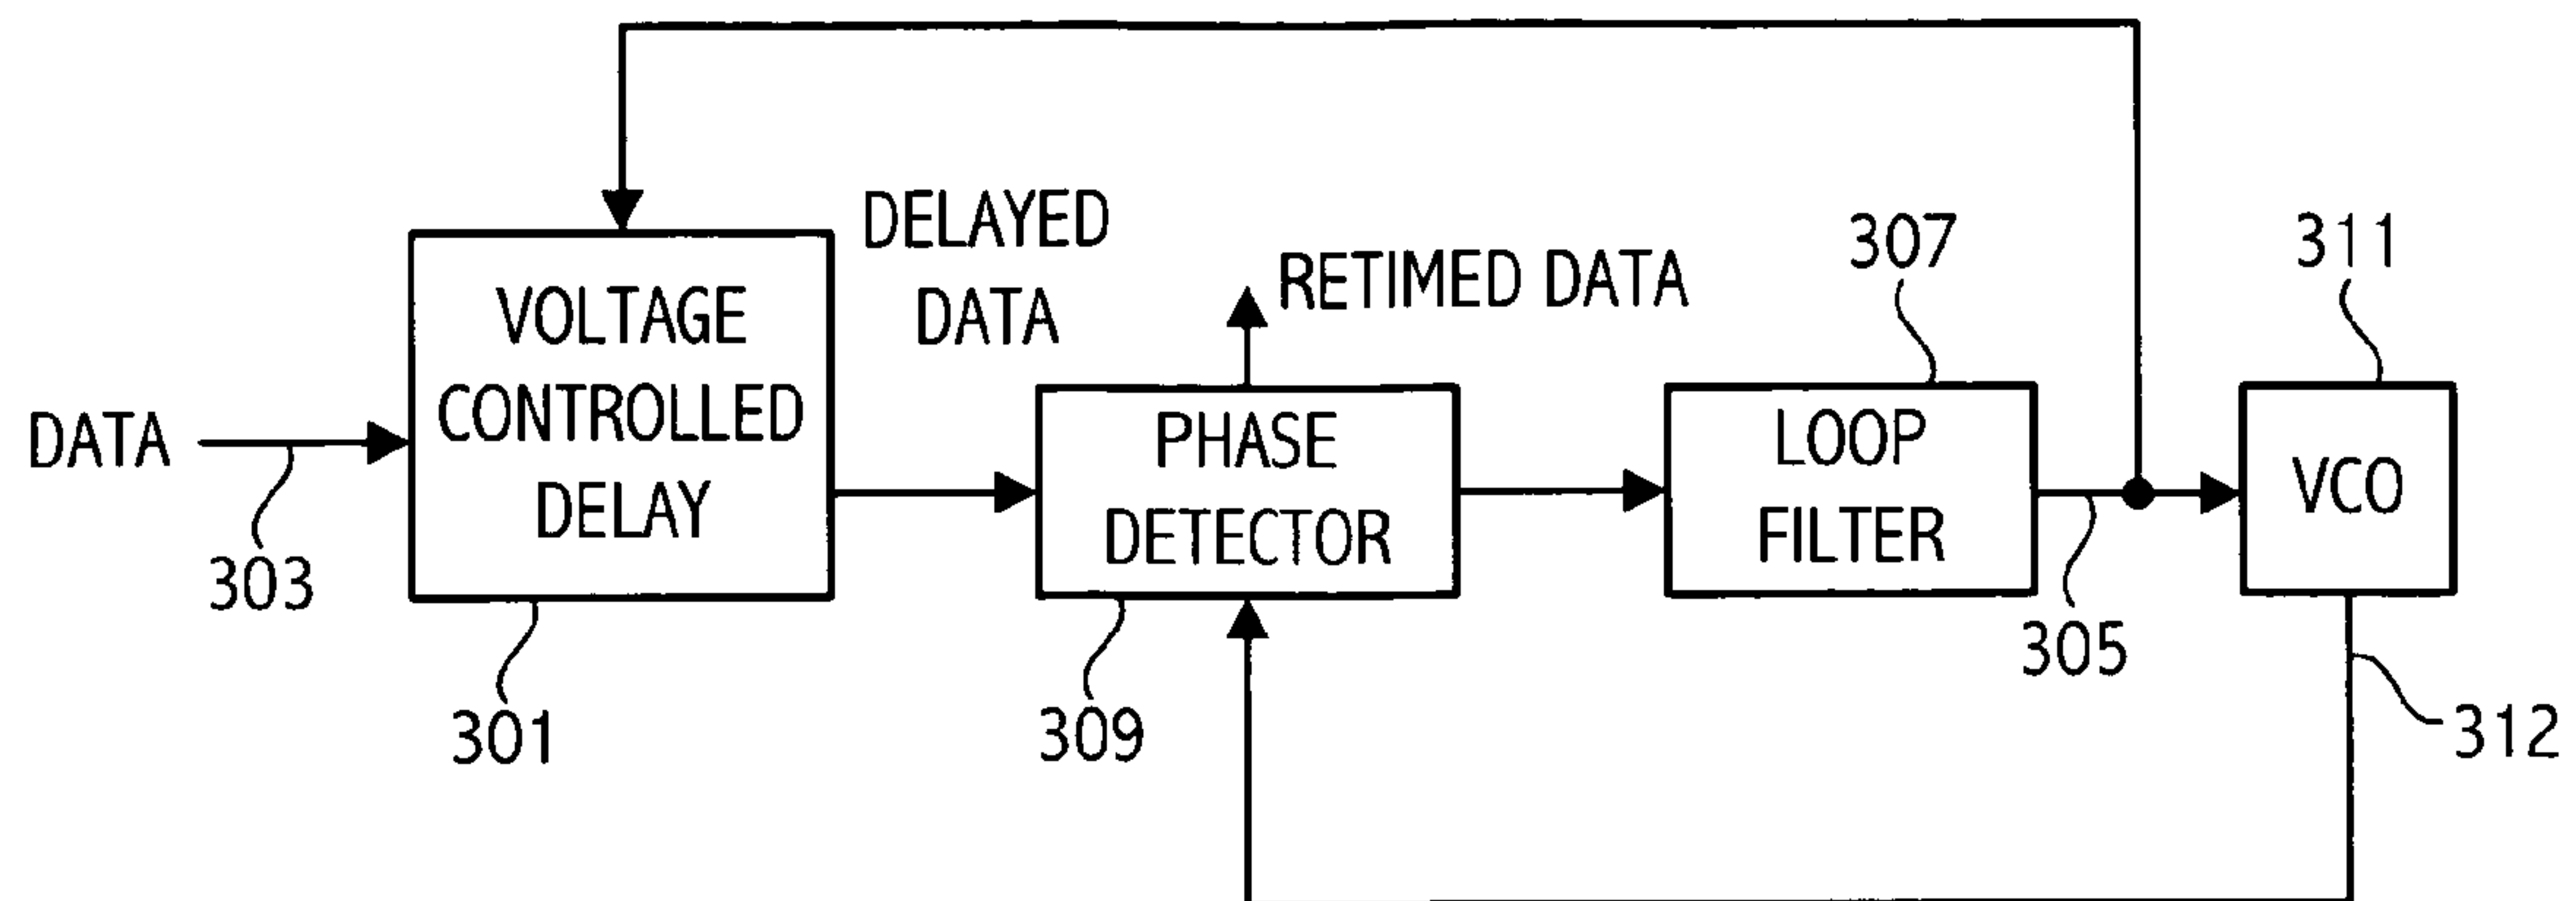 DATA
303
VOLTAGE
CONTROLLED
DELAY
301
DELAYED
DATA
RETIMED DATA
PHASE
DETECTOR
309
307
LOOP
FILTER
305
311
VCO
312